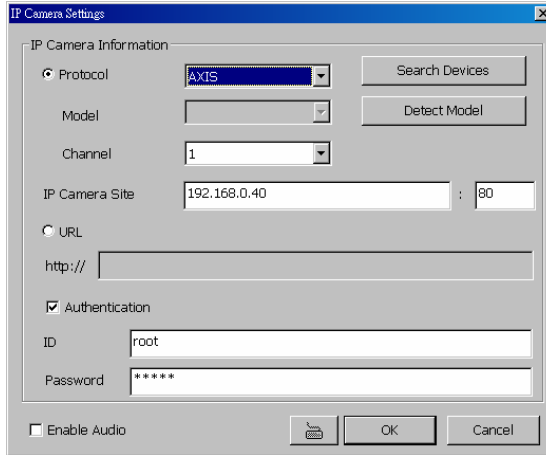 IP Camera Settings
IP Camera Information
Protocol AXIS Search Devices
Model Detect Model
Channel 1
IP Camera Site 192.168.0.40 : 80
URL
http://
Authentication
ID root
Password *****
Enable Audio OK Cancel